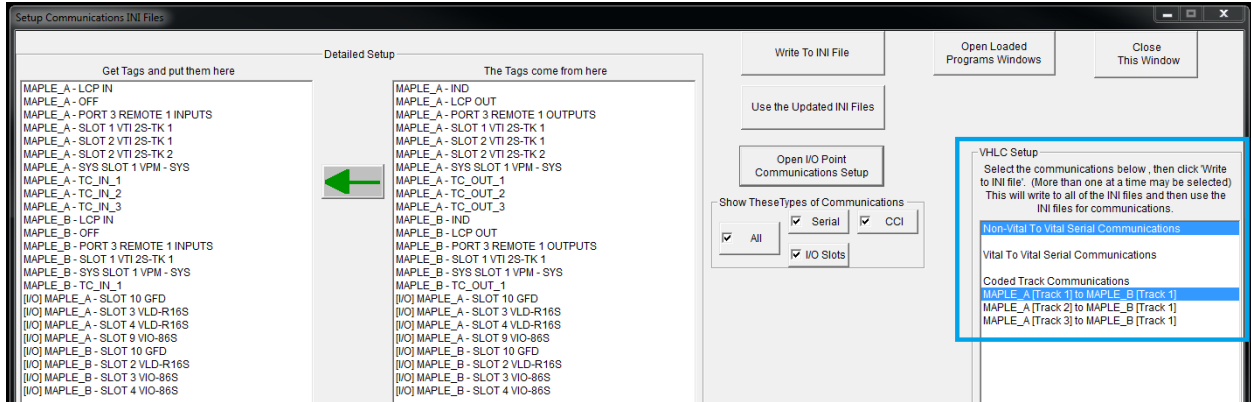 Setup Communications INI Files
Detailed Setup
Get Tags and put them here
MAPLE_A - LCP IN
MAPLE_A - OFF
MAPLE_A - PORT 3 REMOTE 1 INPUTS
MAPLE_A - SLOT 1 VTI 2S-TK 1
MAPLE_A - SLOT 2 VTI 2S-TK 1
MAPLE_A - SLOT 2 VTI 2S-TK 2
MAPLE_A - SYS SLOT 1 VPM - SYS
MAPLE_A - TC_IN_1
MAPLE_A - TC_IN_2
MAPLE_A - TC_IN_3
MAPLE_B - LCP IN
MAPLE_B - OFF
MAPLE_B - PORT 3 REMOTE 1 INPUTS
MAPLE_B - SLOT 1 VTI 2S-TK 1
MAPLE_B - SYS SLOT 1 VPM - SYS
MAPLE_B - TC_IN_1
[I/O] MAPLE_A - SLOT 10 GFD
[I/O] MAPLE_A - SLOT 3 VLD-R16S
[I/O] MAPLE_A - SLOT 4 VLD-R16S
[I/O] MAPLE_A - SLOT 9 VIO-86S
[I/O] MAPLE_B - SLOT 10 GFD
[I/O] MAPLE_B - SLOT 2 VLD-R16S
[I/O] MAPLE_B - SLOT 3 VIO-86S
[I/O] MAPLE_B - SLOT 4 VIO-86S
The Tags come from here
MAPLE_A - IND
MAPLE_A - LCP OUT
MAPLE_A - PORT 3 REMOTE 1 OUTPUTS
MAPLE_A - SLOT 1 VTI 2S-TK 1
MAPLE_A - SLOT 2 VTI 2S-TK 1
MAPLE_A - SLOT 2 VTI 2S-TK 2
MAPLE_A - SYS SLOT 1 VPM - SYS
MAPLE_A - TC_OUT_1
MAPLE_A - TC_OUT_2
MAPLE_A - TC_OUT_3
MAPLE_B - IND
MAPLE_B - LCP OUT
MAPLE_B - PORT 3 REMOTE 1 OUTPUTS
MAPLE_B - SLOT 1 VTI 2S-TK 1
MAPLE_B - SYS SLOT 1 VPM - SYS
MAPLE_B - TC_OUT_1
[I/O] MAPLE_A - SLOT 10 GFD
[I/O] MAPLE_A - SLOT 3 VLD-R16S
[I/O] MAPLE_A - SLOT 4 VLD-R16S
[I/O] MAPLE_A - SLOT 9 VIO-86S
[I/O] MAPLE_B - SLOT 10 GFD
[I/O] MAPLE_B - SLOT 2 VLD-R16S
[I/O] MAPLE_B - SLOT 3 VIO-86S
[I/O] MAPLE_B - SLOT 4 VIO-86S
Write To INI File
Use the Updated INI Files
Open I/O Point
Communications Setup
Show TheseTypes of Communications
All
Serial
CCI
I/O Slots
Open Loaded
Programs Windows
Close
This Window
VHLC Setup
Select the communications below , then click 'Write
to INI file'. (More than one at a time may be selected)
This will write to all of the INI files and then use the
INI files for communications.
Non-Vital To Vital Serial Communications
Vital To Vital Serial Communications
Coded Track Communications
MAPLE_A [Track 1] to MAPLE_B [Track 1]
MAPLE_A [Track 2] to MAPLE_B [Track 1]
MAPLE_A [Track 3] to MAPLE_B [Track 1]